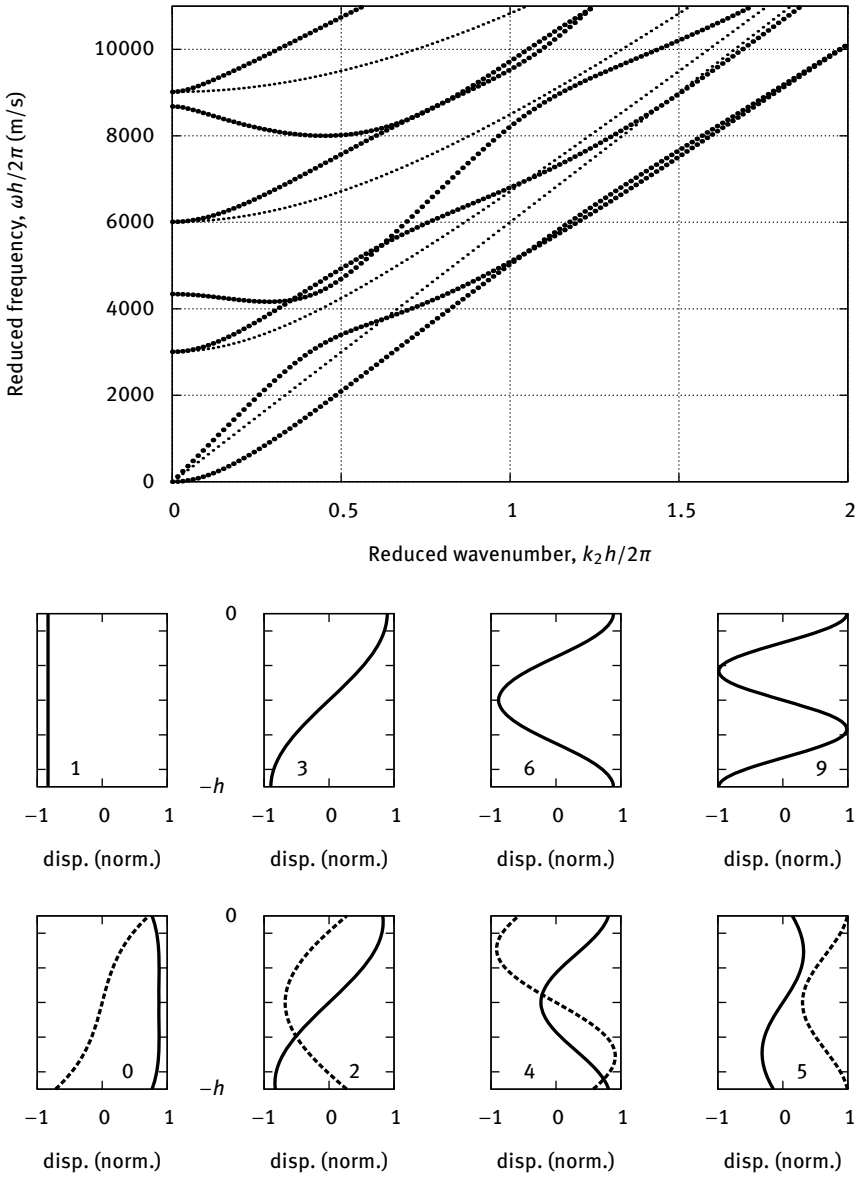 Reduced frequency, ωh/2π (m/s)
10000
8000
6000
4000
2000
0
0 0.5 1 1.5 2
Reduced wavenumber, k₂h/2π
0
−h
1 3 6 9
−1 0 1 −1 0 1 −1 0 1 −1 0 1
disp. (norm.) disp. (norm.) disp. (norm.) disp. (norm.)
0
−h
0 2 4 5
−1 0 1 −1 0 1 −1 0 1 −1 0 1
disp. (norm.) disp. (norm.) disp. (norm.) disp. (norm.)